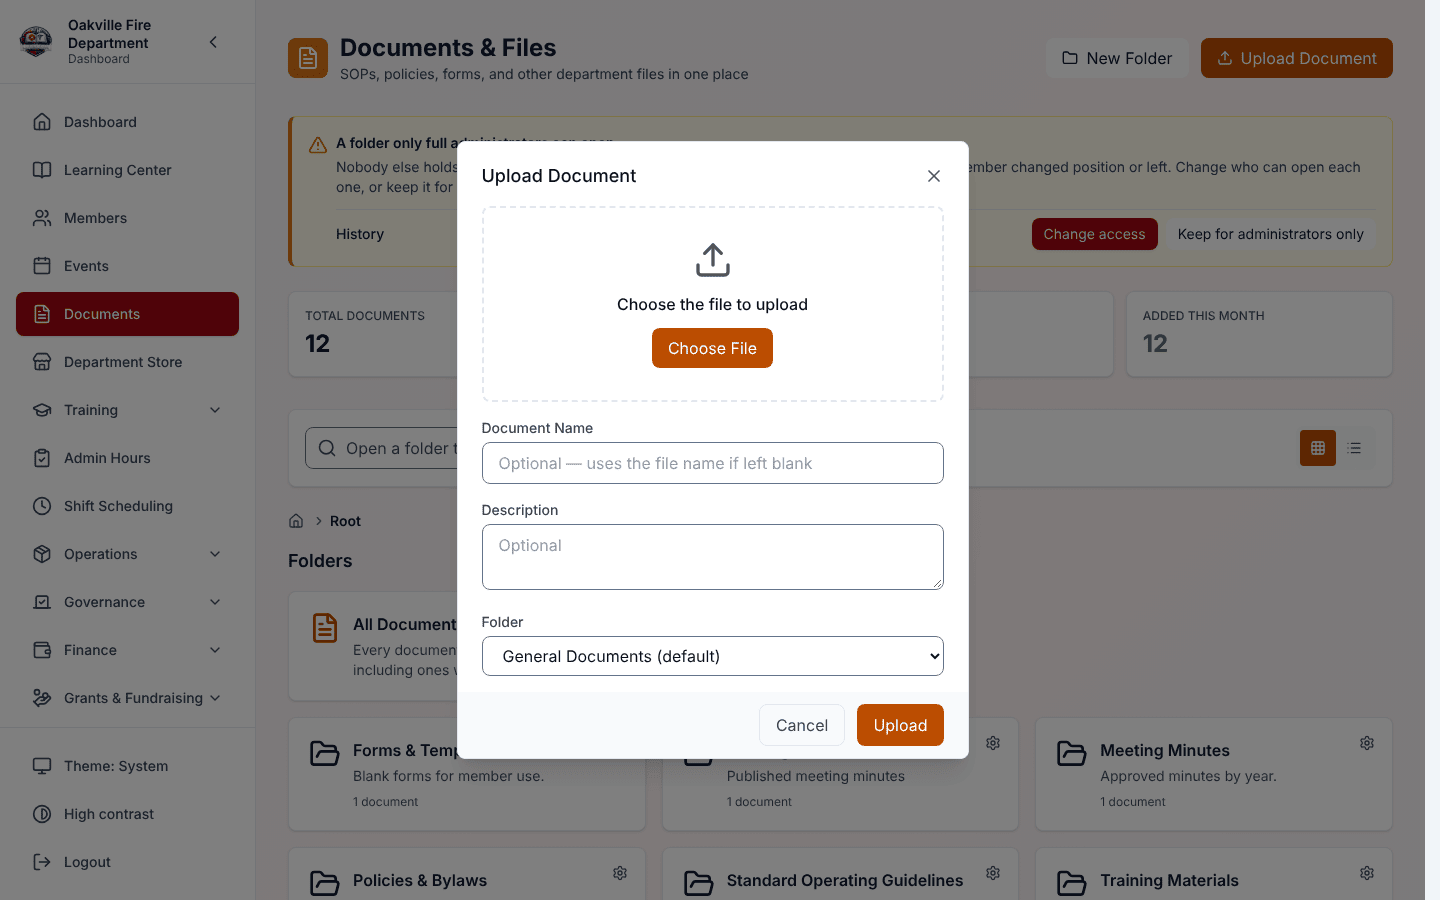 Oakville Fire
Department
Dashboard
Dashboard
Learning Center
Members
Events
Documents
Department Store
Training
Admin Hours
Shift Scheduling
Operations
Governance
Finance
Grants & Fundraising
Theme: System
High contrast
Logout
Documents & Files
SOPs, policies, forms, and other department files in one place
New Folder
Upload Document
A folder only full administrators can open
Nobody else holds
ember changed position or left. Change who can open each
one, or keep it for
History
Change access
Keep for administrators only
TOTAL DOCUMENTS
12
ADDED THIS MONTH
12
Open a folder
Root
Folders
All Document
Every documen
including ones
Forms & Temp
Blank forms for member use.
1 document
Published meeting minutes
1 document
Meeting Minutes
Approved minutes by year.
1 document
Policies & Bylaws
Standard Operating Guidelines
Training Materials
Upload Document
Choose the file to upload
Choose File
Document Name
Optional — uses the file name if left blank
Description
Optional
Folder
General Documents (default)
Cancel
Upload